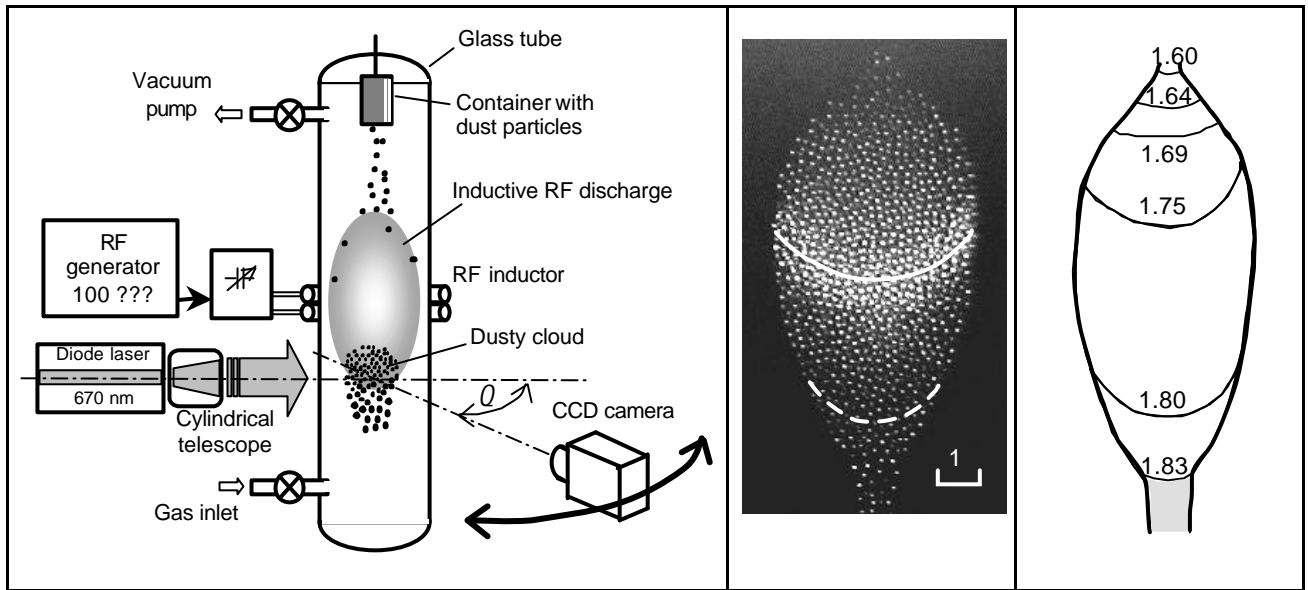 Glass tube
Vacuum
pump
Container with
dust particles
Inductive RF discharge
RF
generator
100 ???
RF inductor
Dusty cloud
Diode laser
670 nm
Cylindrical
telescope
Q
CCD camera
Gas inlet
1
1.60
1.64
1.69
1.75
1.80
1.83